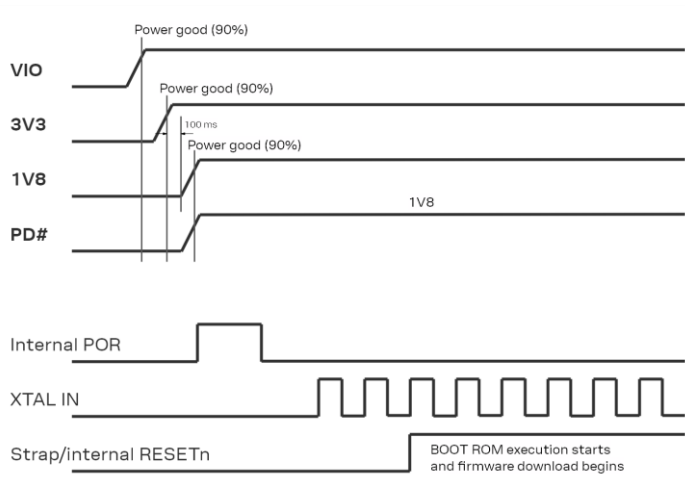 Power good (90%)
VIO
Power good (90%)
3V3
100 ms
Power good (90%)
1V8
1V8
PD#
Internal POR
XTAL IN
Strap/internal RESETn
BOOT ROM execution starts
and firmware download begins